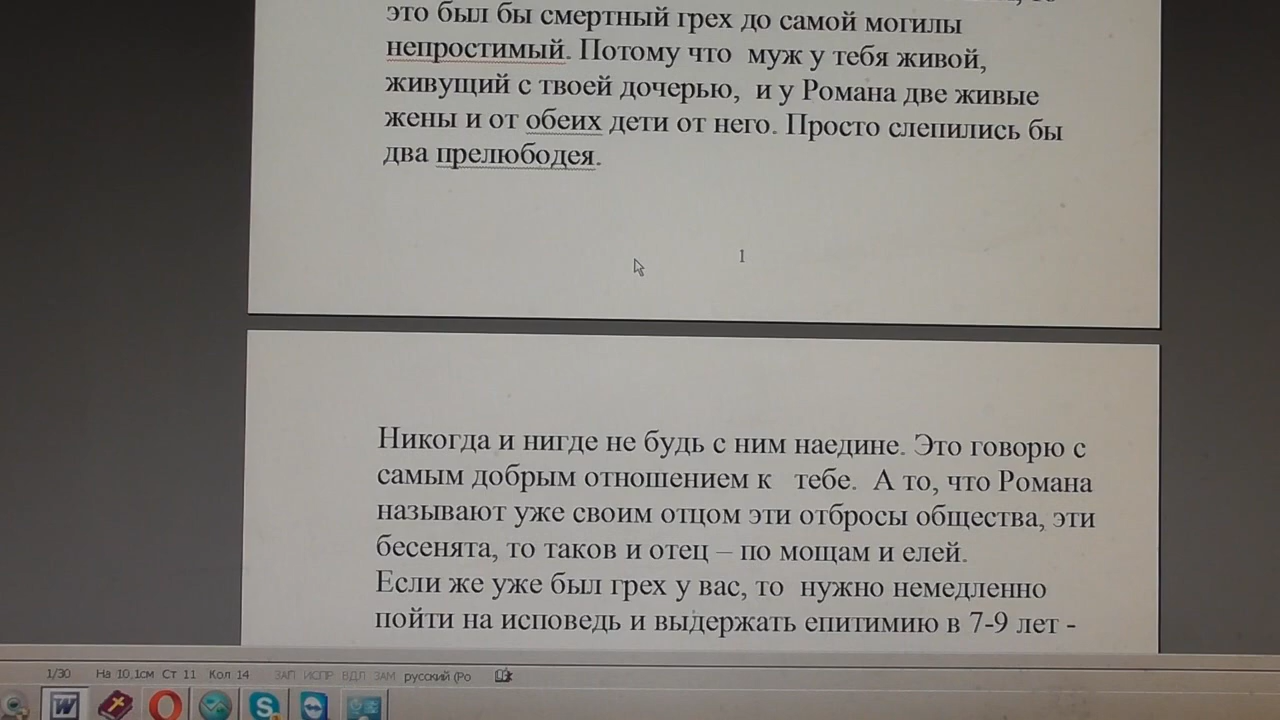 это был бы смертный грех до самой могилы
непростимый. Потому что муж у тебя живой,
живущий с твоей дочерью, и у Романа две живые
жены и от обеих дети от него. Просто слепились бы
два прелюбодея.
1
Никогда и нигде не будь с ним наедине. Это говорю с
самым добрым отношением к тебе. А то, что Романа
называют уже своим отцом эти отбросы общества, эти
бесенята, то таков и отец – по мощам и елей.
Если же уже был грех у вас, то нужно немедленно
пойти на исповедь и выдержать епитимию в 7-9 лет -
1/30 На 10,1см Ст 11 Кол 14 ЗАП ИСПР ВДЛ ЗАМ русский (Ро